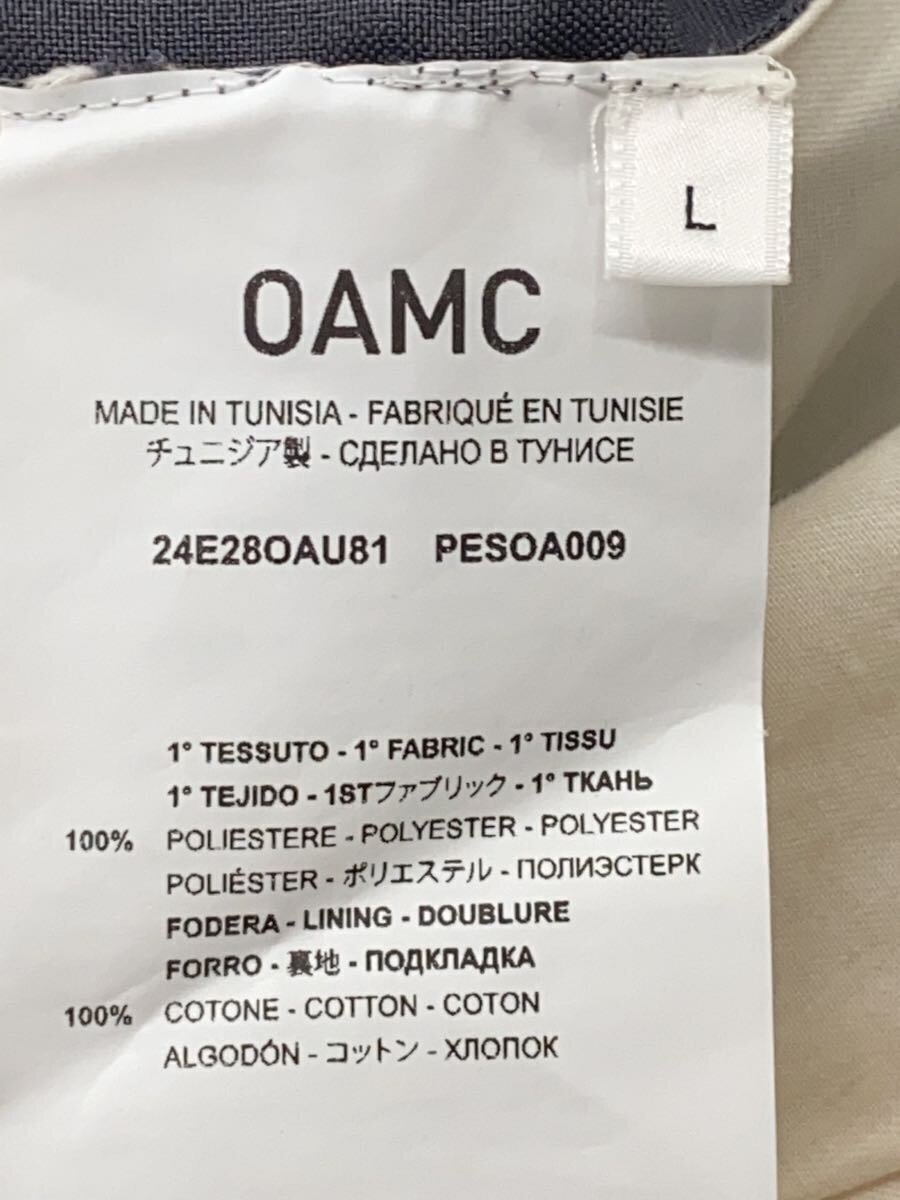 L
OAMC
MADE IN TUNISIA - FABRIQUÉ EN TUNISIE
チュニジア製 - СДЕЛАНО В ТУНИСЕ
24E28OAU81 PESOA009
1° TESSUTO - 1° FABRIC - 1° TISSU
1° TEJIDO - 1STファブリック - 1° ТКАНЬ
100% POLIESTERE - POLYESTER - POLYESTER
POLIÉSTER - ポリエステル - ПОЛИЭСТЕРК
FODERA - LINING - DOUBLURE
FORRO - 裏地 - ПОДКЛАДКА
100% COTONE - COTTON - COTON
ALGODÓN - コットン - ХЛОПОК